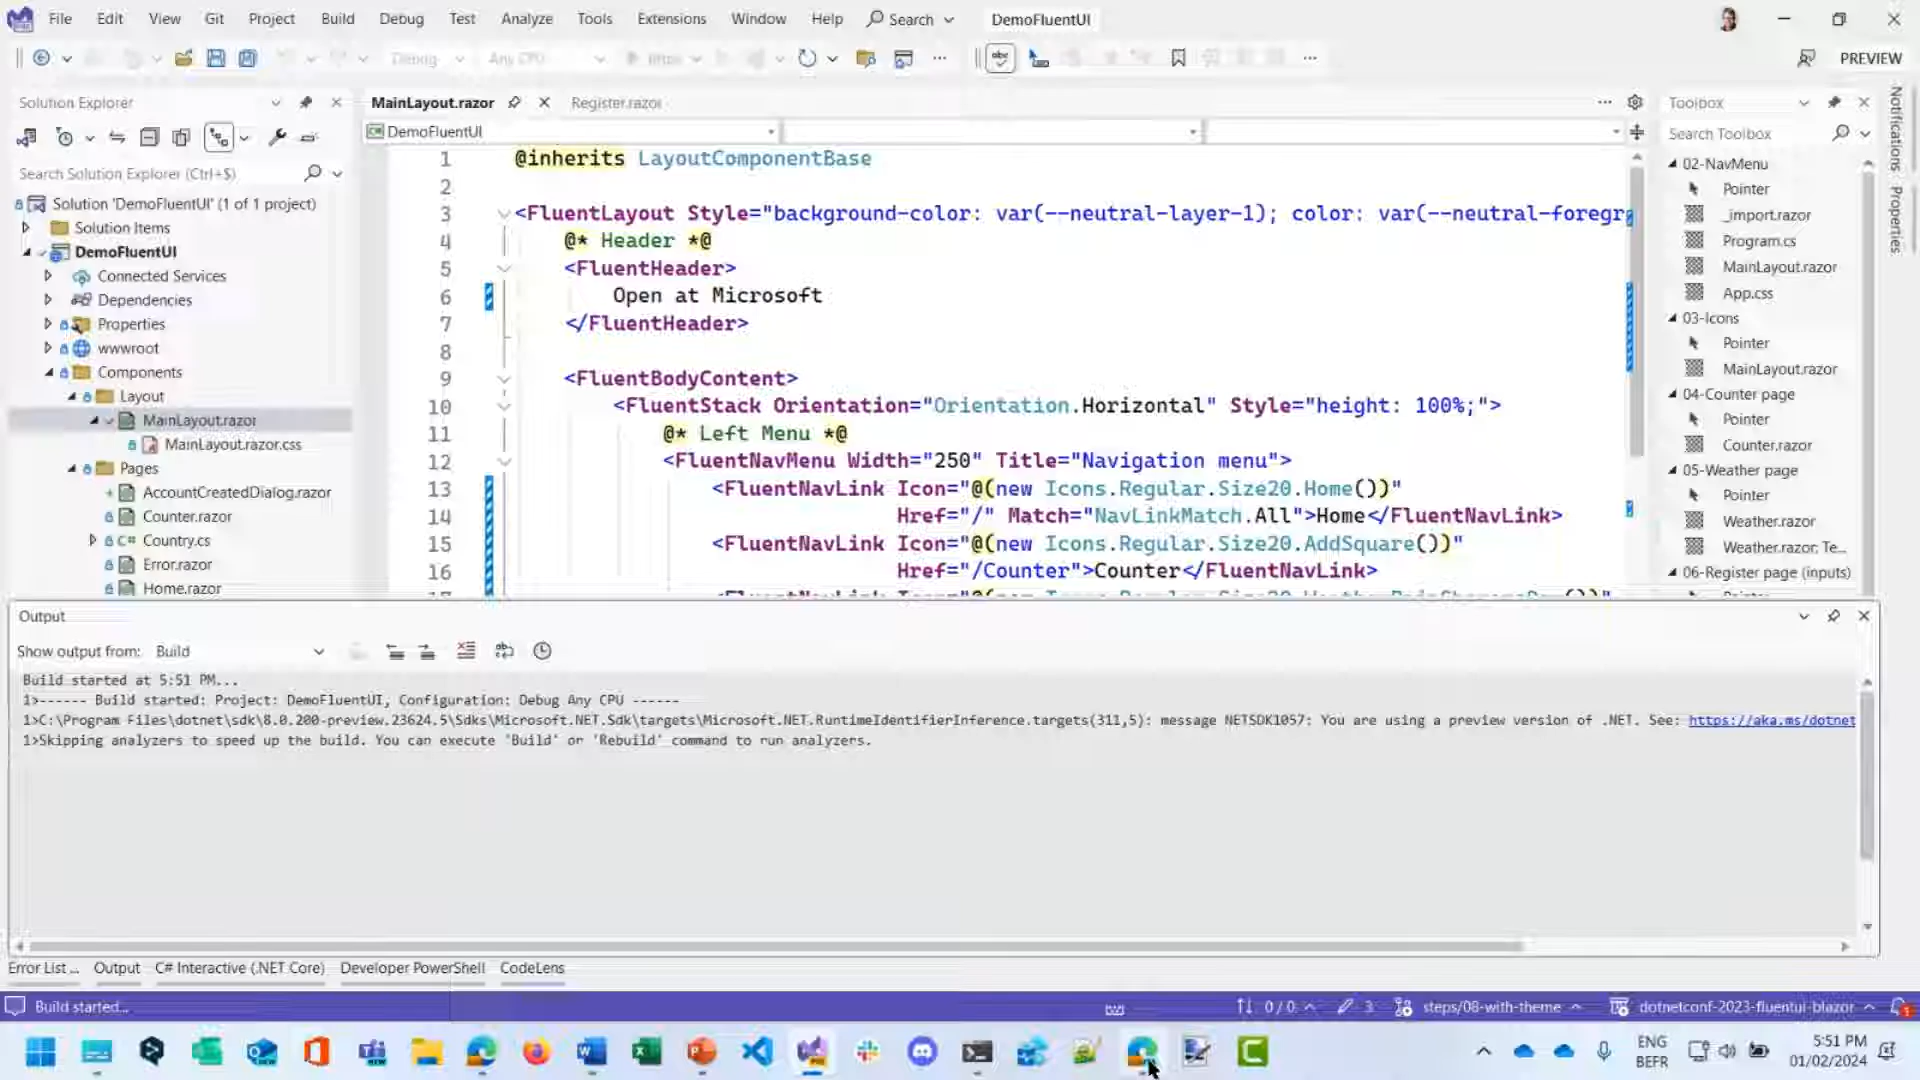 File Edit View Git Project Build Debug Test Analyze Tools Extensions Window Help Search DemoFluentUI
Debug Any CPU https PREVIEW
Solution Explorer
Search Solution Explorer (Ctrl+$)
Solution 'DemoFluentUI' (1 of 1 project)
Solution Items
DemoFluentUI
Connected Services
Dependencies
Properties
wwwroot
Components
Layout
MainLayout.razor
MainLayout.razor.css
Pages
AccountCreatedDialog.razor
Counter.razor
C# Country.cs
Error.razor
Home.razor
MainLayout.razor Register.razor
DemoFluentUI
1 @inherits LayoutComponentBase
2
3 <FluentLayout Style="background-color: var(--neutral-layer-1); color: var(--neutral-foregr
4 @* Header *@
5 <FluentHeader>
6 Open at Microsoft
7 </FluentHeader>
8
9 <FluentBodyContent>
10 <FluentStack Orientation="Orientation.Horizontal" Style="height: 100%;">
11 @* Left Menu *@
12 <FluentNavMenu Width="250" Title="Navigation menu">
13 <FluentNavLink Icon="@(new Icons.Regular.Size20.Home())"
14 Href="/" Match="NavLinkMatch.All">Home</FluentNavLink>
15 <FluentNavLink Icon="@(new Icons.Regular.Size20.AddSquare())"
16 Href="/Counter">Counter</FluentNavLink>
Toolbox
Search Toolbox
02-NavMenu
Pointer
_import.razor
Program.cs
MainLayout.razor
App.css
03-Icons
Pointer
MainLayout.razor
04-Counter page
Pointer
Counter.razor
05-Weather page
Pointer
Weather.razor
Weather.razor: Te...
06-Register page (inputs)
Notifications
Properties
Output
Show output from: Build
Build started at 5:51 PM...
1>------ Build started: Project: DemoFluentUI, Configuration: Debug Any CPU ------
1>C:\Program Files\dotnet\sdk\8.0.200-preview.23624.5\Sdks\Microsoft.NET.Sdk\targets\Microsoft.NET.RuntimeIdentifierInference.targets(311,5): message NETSDK1057: You are using a preview version of .NET. See: https://aka.ms/dotnet
1>Skipping analyzers to speed up the build. You can execute 'Build' or 'Rebuild' command to run analyzers.
Error List ... Output C# Interactive (.NET Core) Developer PowerShell CodeLens
Build started... 0 / 0 3 steps/08-with-theme dotnetconf-2023-fluentui-blazor 1
ENG
BEFR
5:51 PM
01/02/2024